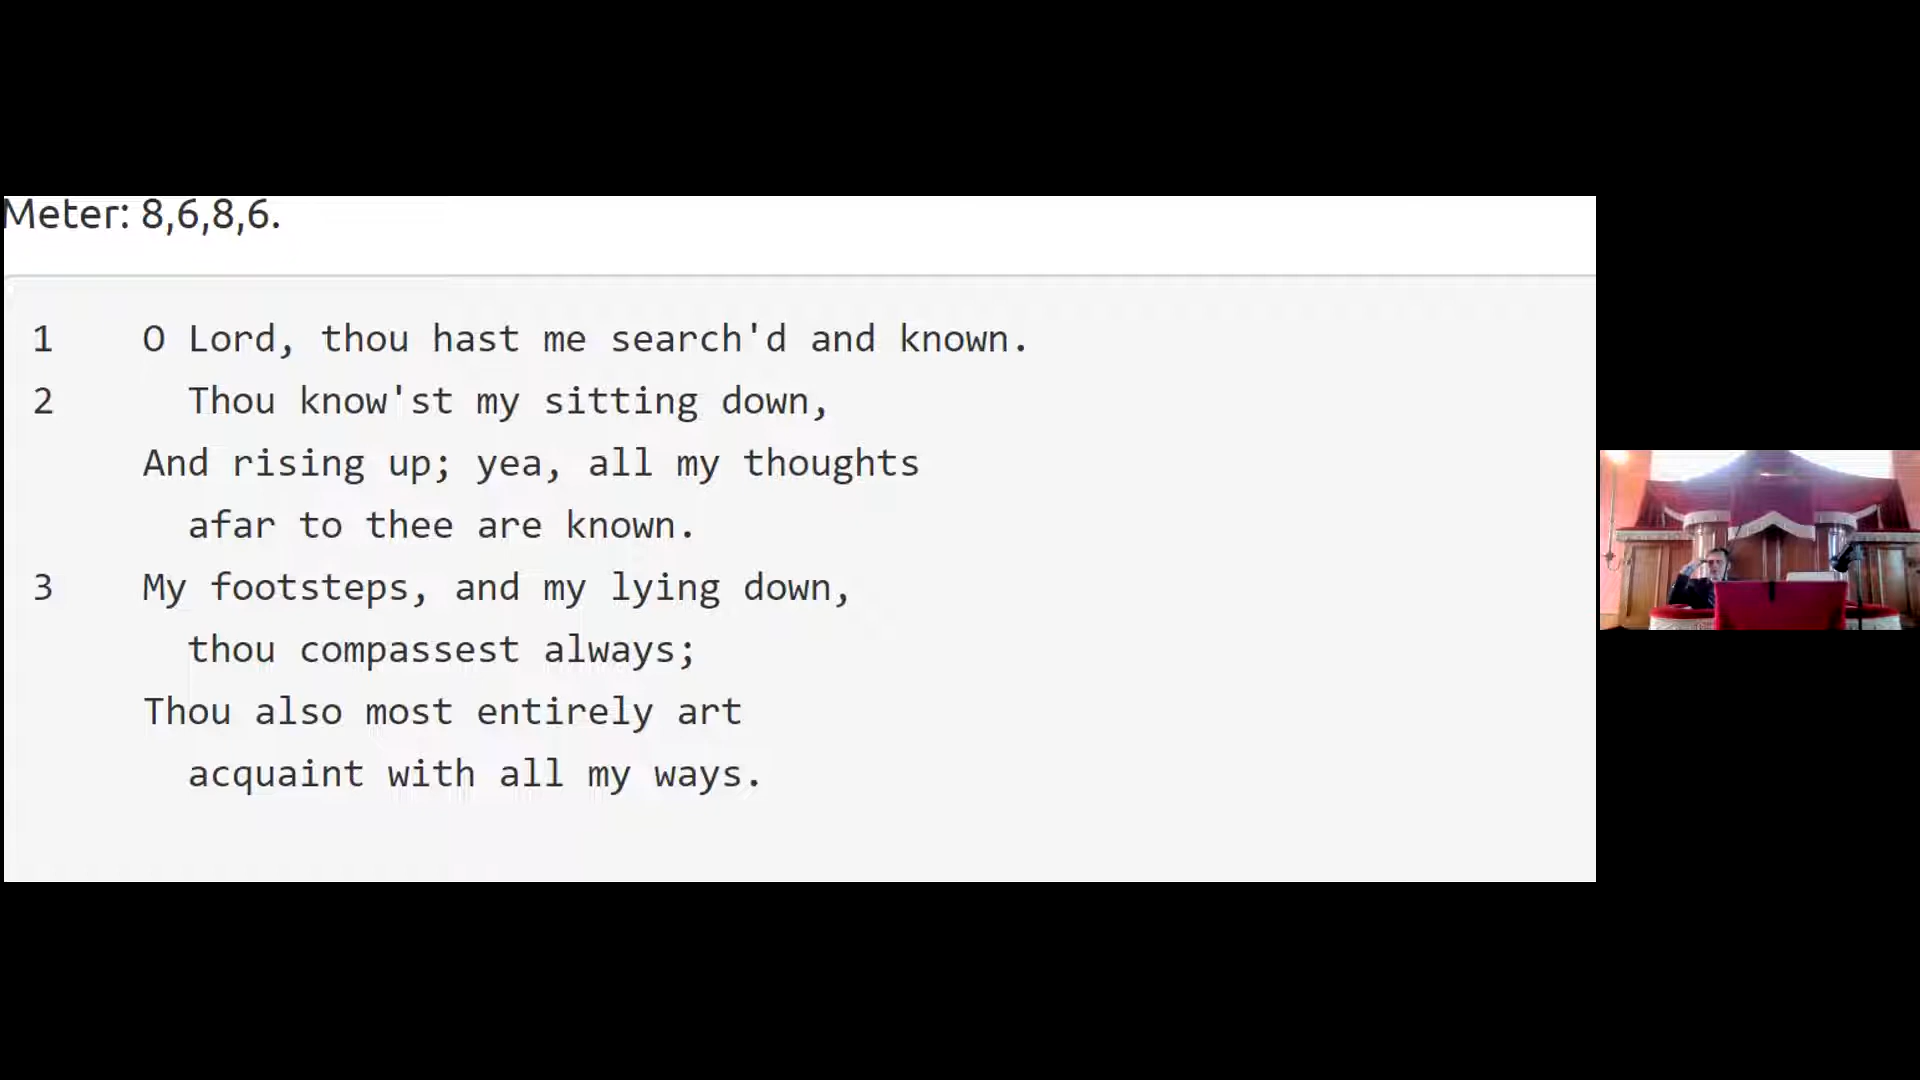 Meter: 8,6,8,6.
1 O Lord, thou hast me search'd and known.
2 Thou know'st my sitting down,
And rising up; yea, all my thoughts
afar to thee are known.
3 My footsteps, and my lying down,
thou compassest always;
Thou also most entirely art
acquaint with all my ways.